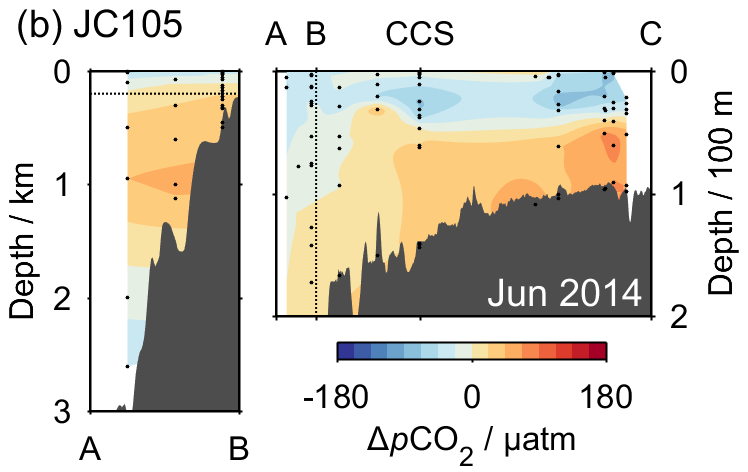 (b) JC105
A B CCS C
0
1
2
3
Depth / km
A B
0
1
2
Depth / 100 m
Jun 2014
-180 0 180
ΔpCO₂ / µatm